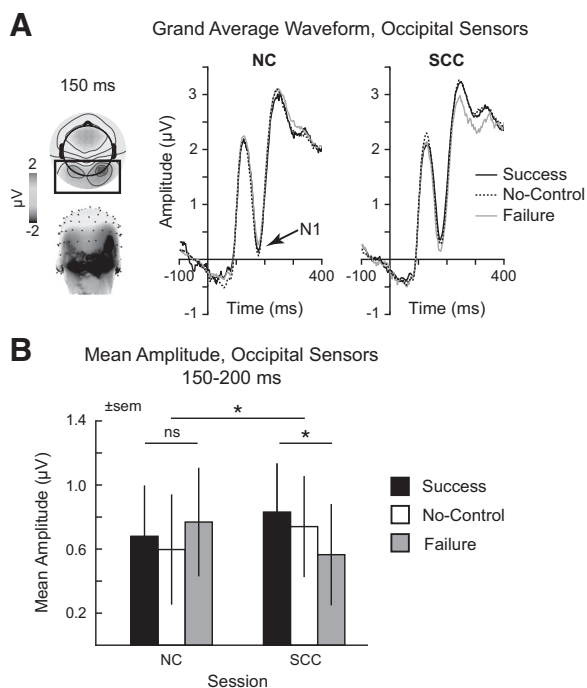 A
Grand Average Waveform, Occipital Sensors
NC
SCC
150 ms
2
µV
-2
Amplitude (µV)
3
2
1
-100
400
-1
N1
Time (ms)
3
2
1
-100
400
-1
Time (ms)
Success
No-Control
Failure
B
Mean Amplitude, Occipital Sensors
150-200 ms
±sem
*
ns
*
Mean Amplitude (µV)
1.4
1.0
0.6
0.2
NC
SCC
Session
Success
No-Control
Failure